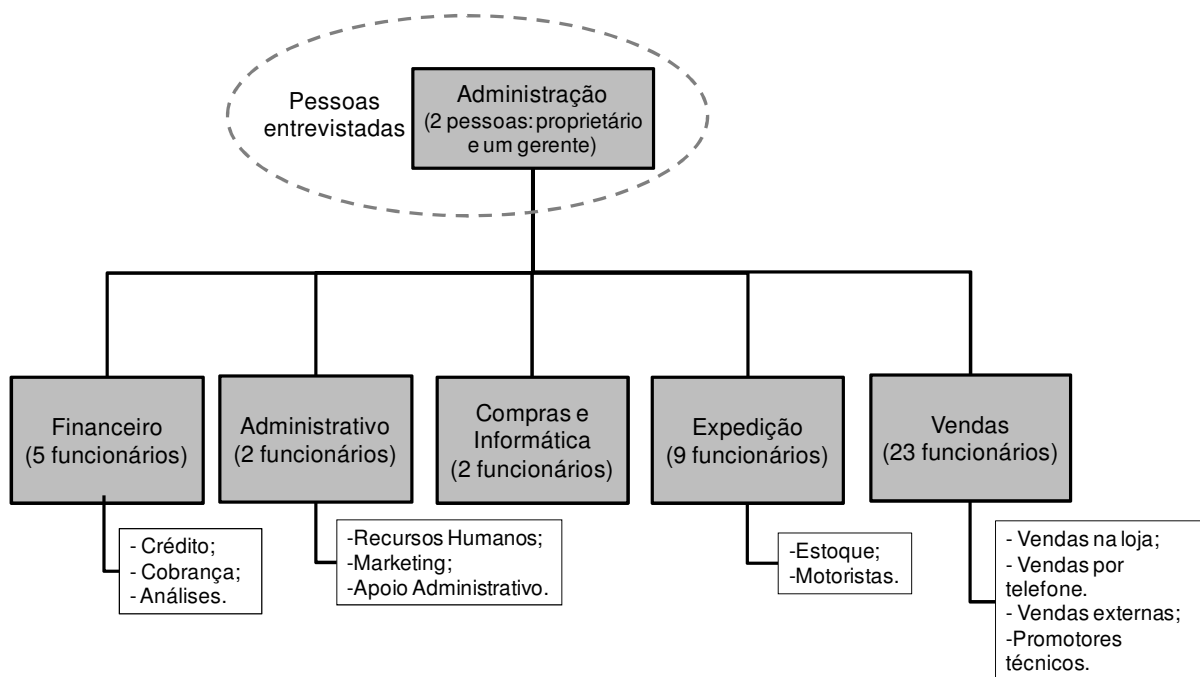 Pessoas
entrevistadas
Administração
(2 pessoas: proprietário
e um gerente)
Financeiro
(5 funcionários)
Administrativo
(2 funcionários)
Compras e
Informática
(2 funcionários)
Expedição
(9 funcionários)
Vendas
(23 funcionários)
- Crédito;
- Cobrança;
- Análises.
-Recursos Humanos;
-Marketing;
-Apoio Administrativo.
-Estoque;
-Motoristas.
- Vendas na loja;
- Vendas por
telefone.
- Vendas externas;
-Promotores
técnicos.